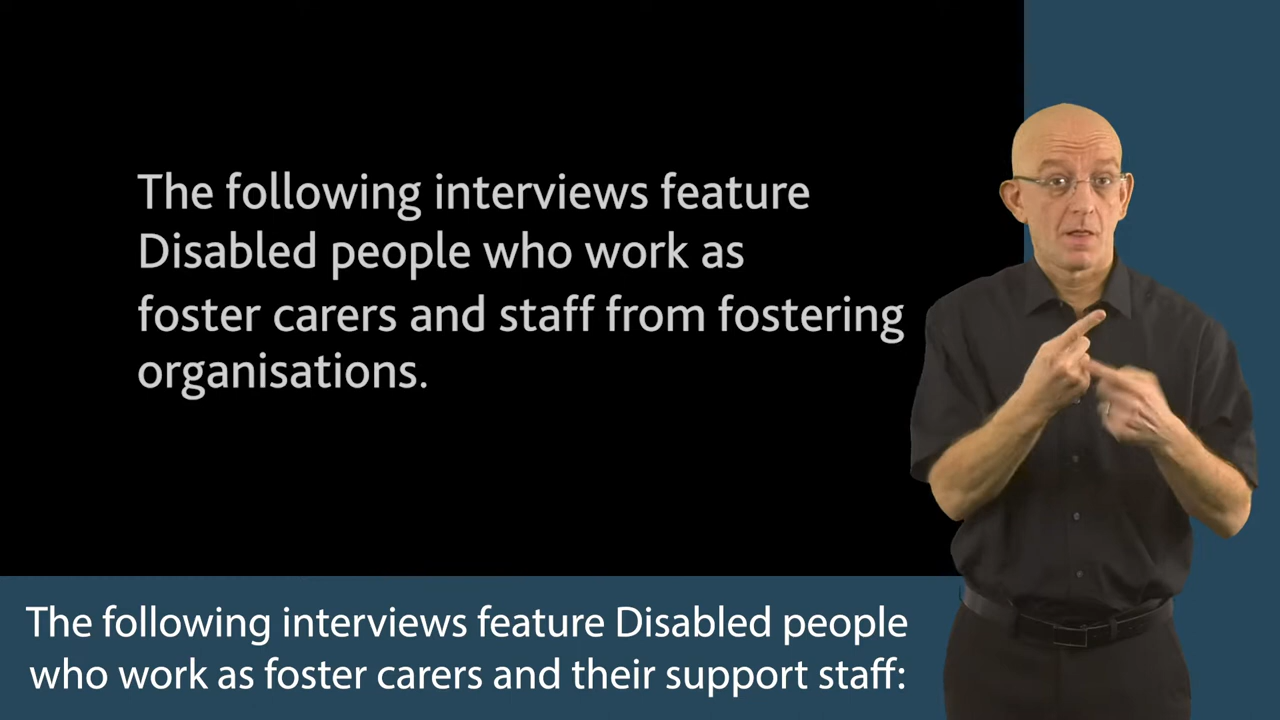 The following interviews feature
Disabled people who work as
foster carers and staff from fostering
organisations.
The following interviews feature Disabled people
who work as foster carers and their support staff: